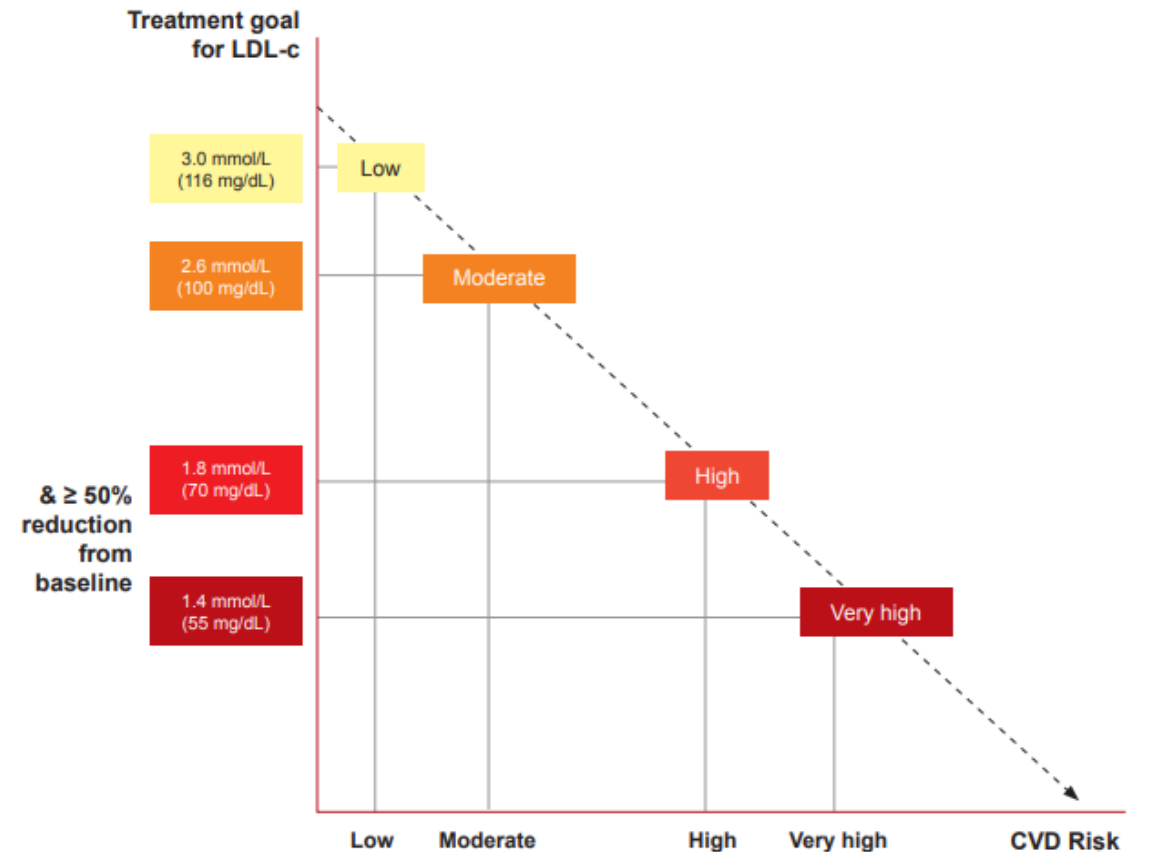 Treatment goal
for LDL-c
3.0 mmol/L
(116 mg/dL)
Low
2.6 mmol/L
(100 mg/dL)
Moderate
& ≥ 50%
reduction
from
baseline
1.8 mmol/L
(70 mg/dL)
High
1.4 mmol/L
(55 mg/dL)
Very high
Low
Moderate
High
Very high
CVD Risk